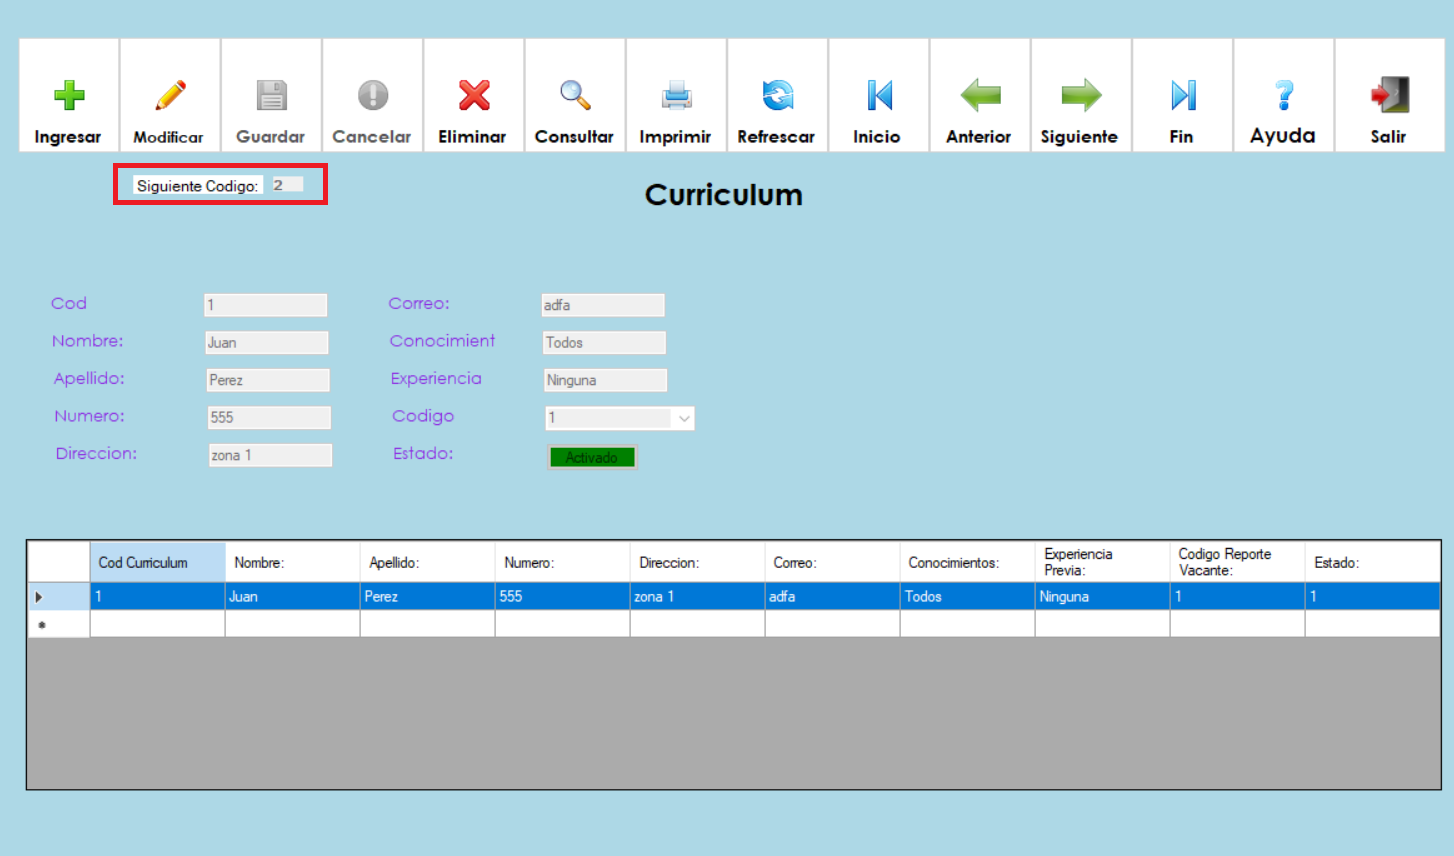 Ingresar Modificar Guardar Cancelar Eliminar Consultar Imprimir Refrescar Inicio Anterior Siguiente Fin Ayuda Salir
Siguiente Codigo: 2
Curriculum
Cod 1 Correo: adfa
Nombre: Juan Conocimient Todos
Apellido: Perez Experiencia Ninguna
Numero: 555 Codigo 1
Direccion: zona 1 Estado: Activado
Cod Curriculum Nombre: Apellido: Numero: Direccion: Correo: Conocimientos: Experiencia Previa: Codigo Reporte Vacante: Estado:
1 Juan Perez 555 zona 1 adfa Todos Ninguna 1 1